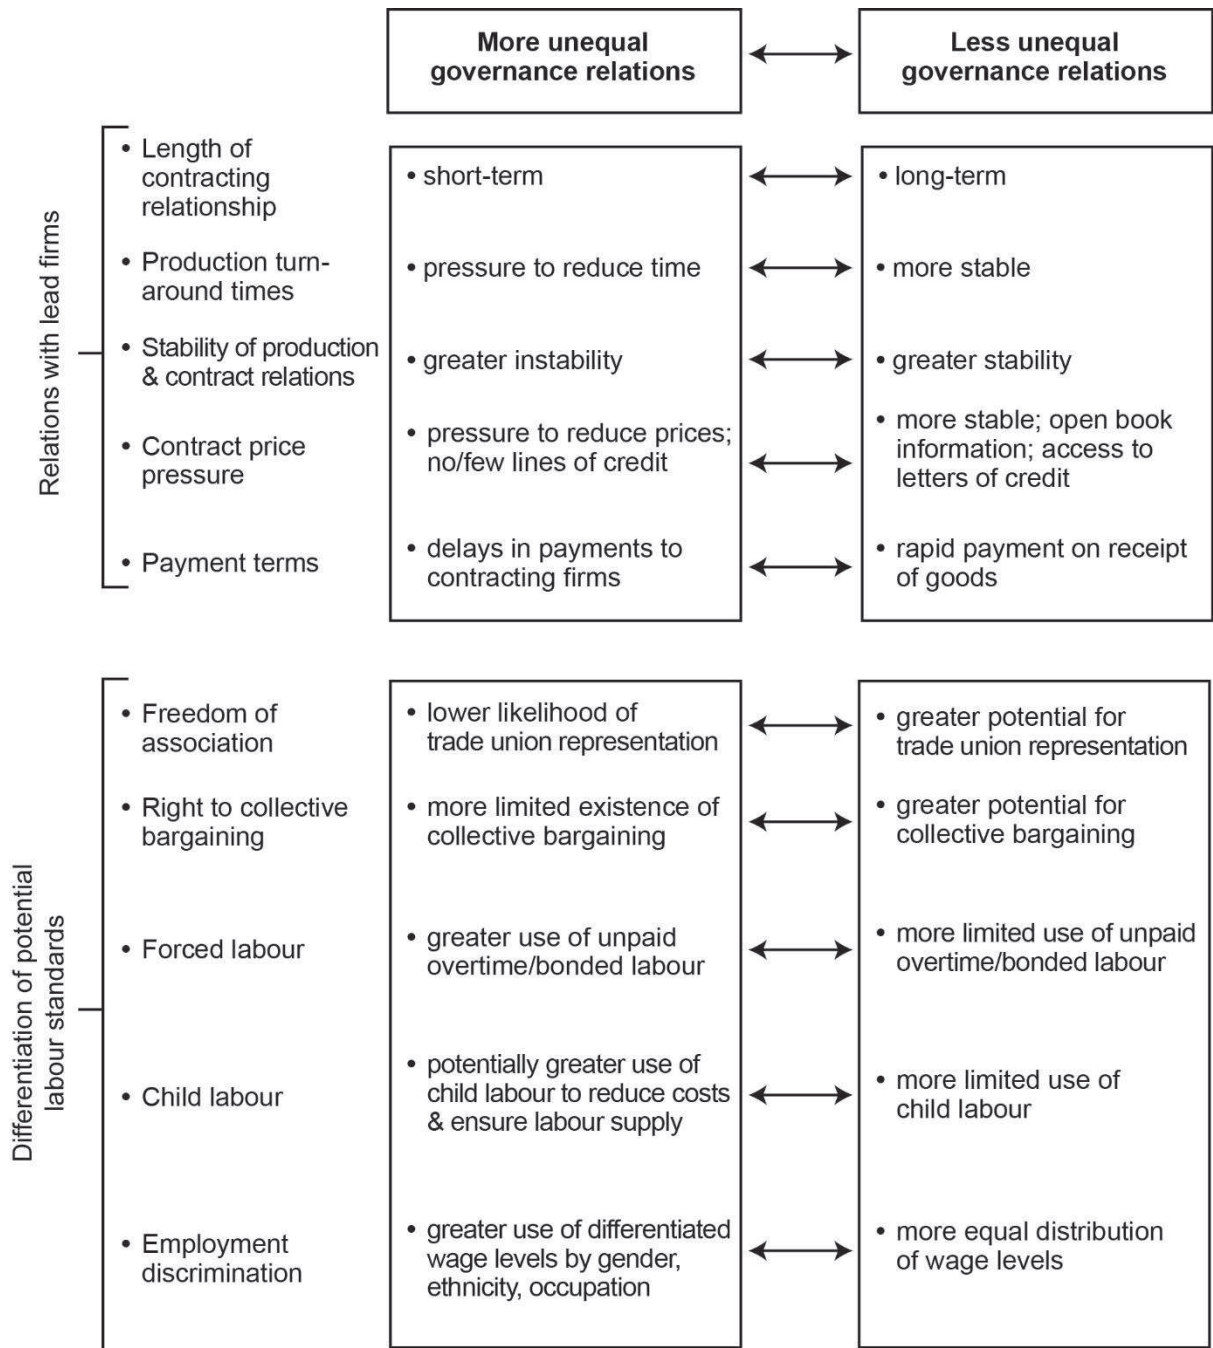 More unequal
governance relations
Less unequal
governance relations
Relations with lead firms
• Length of
contracting
relationship
• short-term
• long-term
• Production turn-
around times
• pressure to reduce time
• more stable
• Stability of production
& contract relations
• greater instability
• greater stability
• Contract price
pressure
• pressure to reduce prices;
no/few lines of credit
• more stable; open book
information; access to
letters of credit
• Payment terms
• delays in payments to
contracting firms
• rapid payment on receipt
of goods
Differentiation of potential
labour standards
• Freedom of
association
• lower likelihood of
trade union representation
• greater potential for
trade union representation
• Right to collective
bargaining
• more limited existence of
collective bargaining
• greater potential for
collective bargaining
• Forced labour
• greater use of unpaid
overtime/bonded labour
• more limited use of unpaid
overtime/bonded labour
• Child labour
• potentially greater use of
child labour to reduce costs
& ensure labour supply
• more limited use of
child labour
• Employment
discrimination
• greater use of differentiated
wage levels by gender,
ethnicity, occupation
• more equal distribution
of wage levels